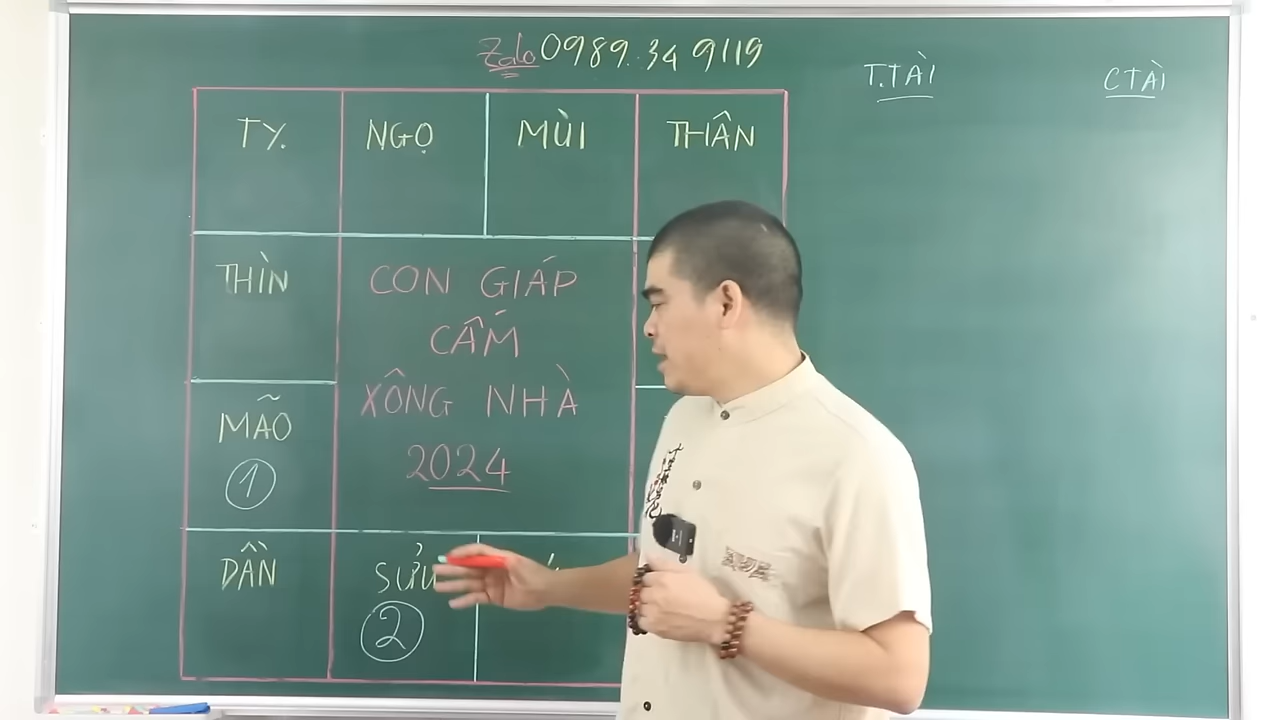 Zalo 0989.34 9119
T.TÀI
CTÀI
TỴ.
NGỌ
MÙI
THÂN
THÌN
CON GIÁP
CẤM
XÔNG NHÀ
2024
MÃO
1
DẦN
SỬU
2